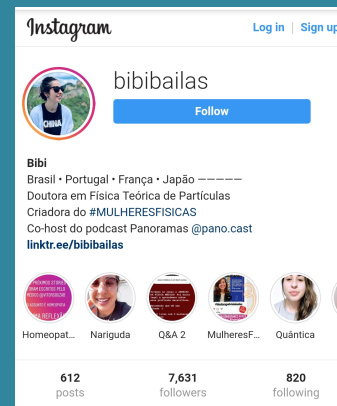 Instagram
Log in | Sign up
bibibailas
Follow
Bibi
Brasil • Portugal • França • Japão —————
Doutora em Física Teórica de Partículas
Criadora do #MULHERESFISICAS
Co-host do podcast Panoramas @pano.cast
linktr.ee/bibibailas
Homeopat... Nariguda Q&A 2 MulheresF... Quântica
612 7,631 820
posts followers following